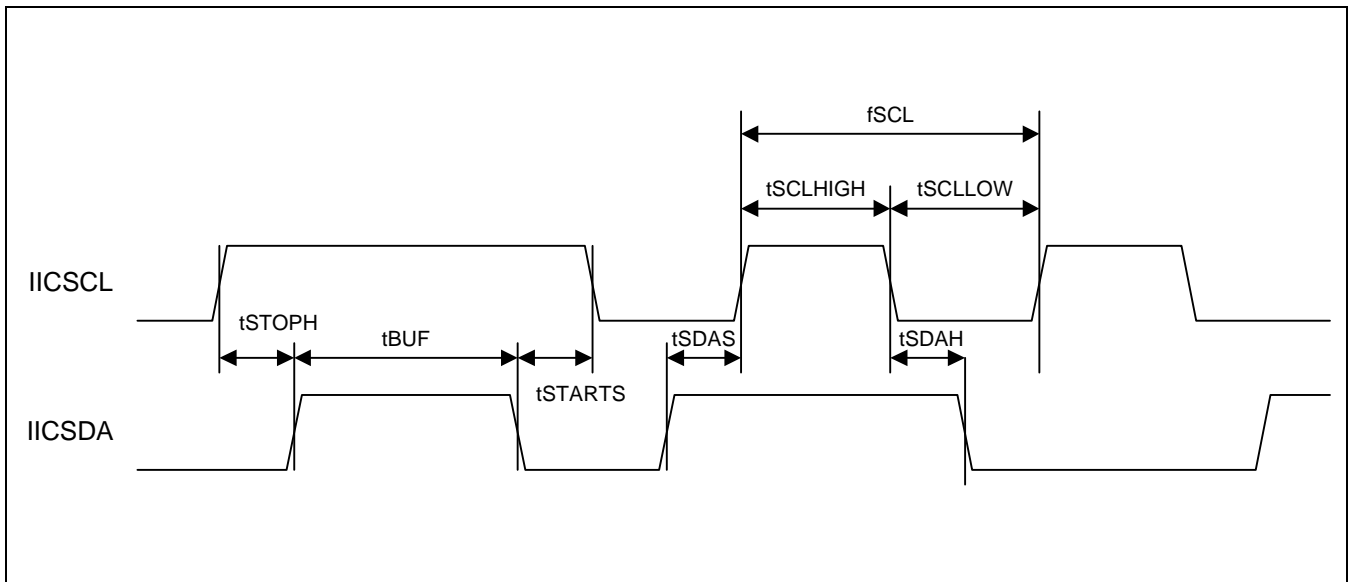 fSCL
tSCLHIGH
tSCLLOW
IICSCL
tSTOPH
tBUF
tSDAS
tSDAH
tSTARTS
IICSDA